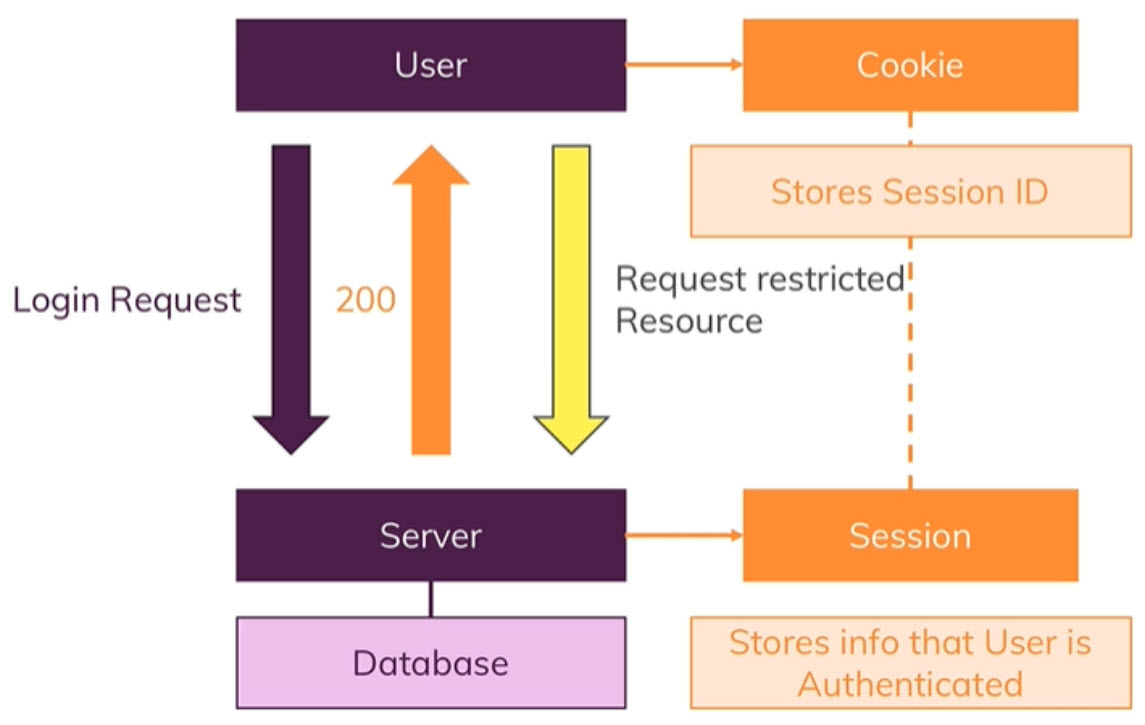 User
Cookie
Stores Session ID
Login Request
200
Request restricted
Resource
Server
Session
Database
Stores info that User is
Authenticated